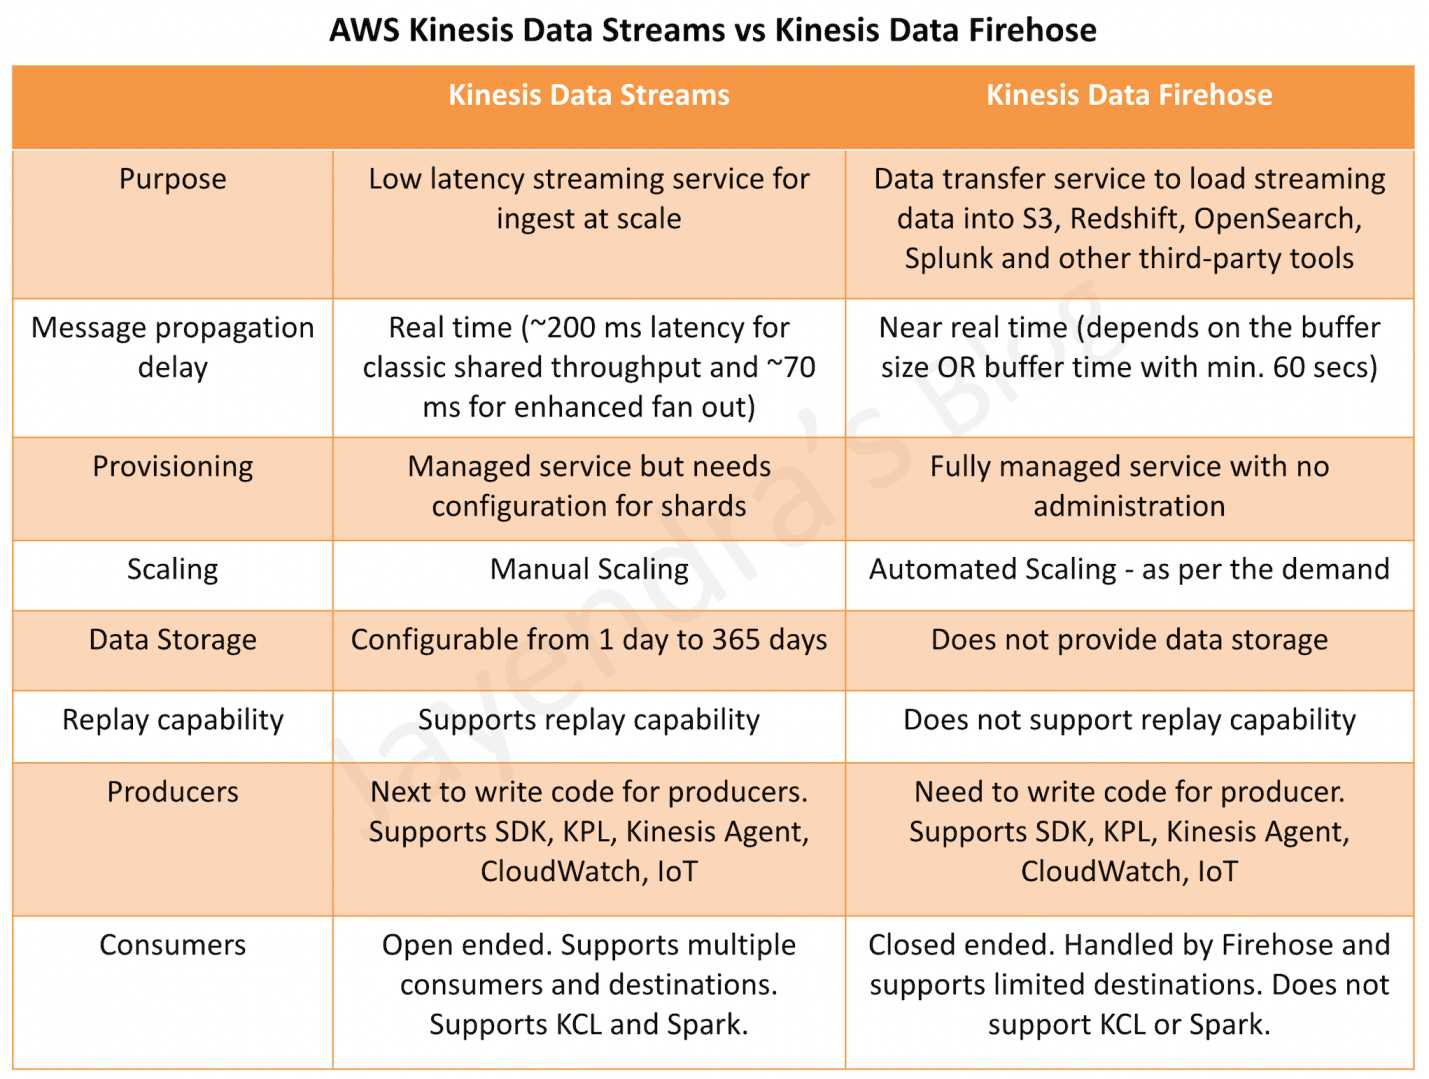 AWS Kinesis Data Streams vs Kinesis Data Firehose
Kinesis Data Streams
Kinesis Data Firehose
Purpose
Low latency streaming service for
ingest at scale
Data transfer service to load streaming
data into S3, Redshift, OpenSearch,
Splunk and other third-party tools
Message propagation
delay
Real time (~200 ms latency for
classic shared throughput and ~70
ms for enhanced fan out)
Near real time (depends on the buffer
size OR buffer time with min. 60 secs)
Provisioning
Managed service but needs
configuration for shards
Fully managed service with no
administration
Scaling
Manual Scaling
Automated Scaling - as per the demand
Data Storage
Configurable from 1 day to 365 days
Does not provide data storage
Replay capability
Supports replay capability
Does not support replay capability
Producers
Next to write code for producers.
Supports SDK, KPL, Kinesis Agent,
CloudWatch, IoT
Need to write code for producer.
Supports SDK, KPL, Kinesis Agent,
CloudWatch, IoT
Consumers
Open ended. Supports multiple
consumers and destinations.
Supports KCL and Spark.
Closed ended. Handled by Firehose and
supports limited destinations. Does not
support KCL or Spark.
Jayendra's Blog